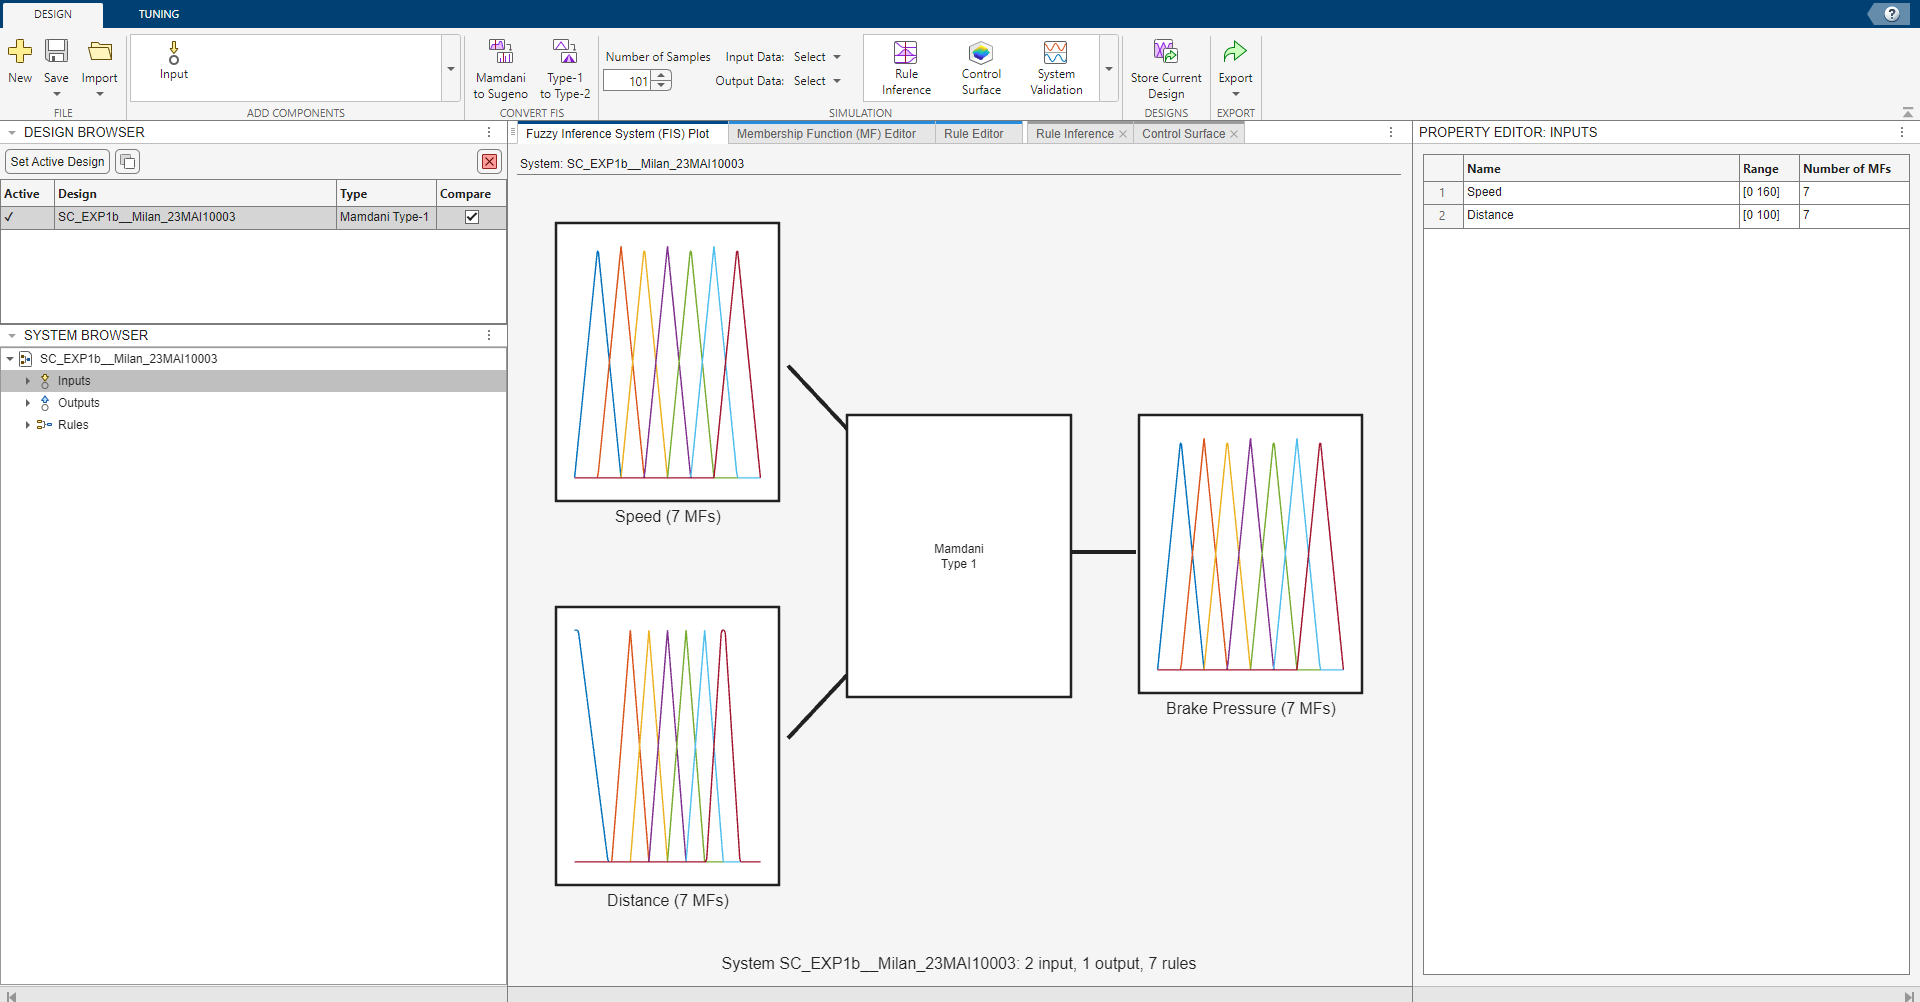 DESIGN
TUNING
?
New
Save
Import
FILE
Input
ADD COMPONENTS
Mamdani
to Sugeno
Type-1
to Type-2
CONVERT FIS
Number of Samples
101
Input Data: Select
Output Data: Select
Rule
Inference
Control
Surface
System
Validation
SIMULATION
Store Current
Design
DESIGNS
Export
EXPORT
DESIGN BROWSER
Set Active Design
Active Design Type Compare
✓ SC_EXP1b__Milan_23MAI10003 Mamdani Type-1
SYSTEM BROWSER
SC_EXP1b__Milan_23MAI10003
Inputs
Outputs
Rules
Fuzzy Inference System (FIS) Plot
Membership Function (MF) Editor
Rule Editor
Rule Inference
Control Surface
System: SC_EXP1b__Milan_23MAI10003
Speed (7 MFs)
Mamdani
Type 1
Brake Pressure (7 MFs)
Distance (7 MFs)
System SC_EXP1b__Milan_23MAI10003: 2 input, 1 output, 7 rules
PROPERTY EDITOR: INPUTS
Name Range Number of MFs
1 Speed [0 160] 7
2 Distance [0 100] 7